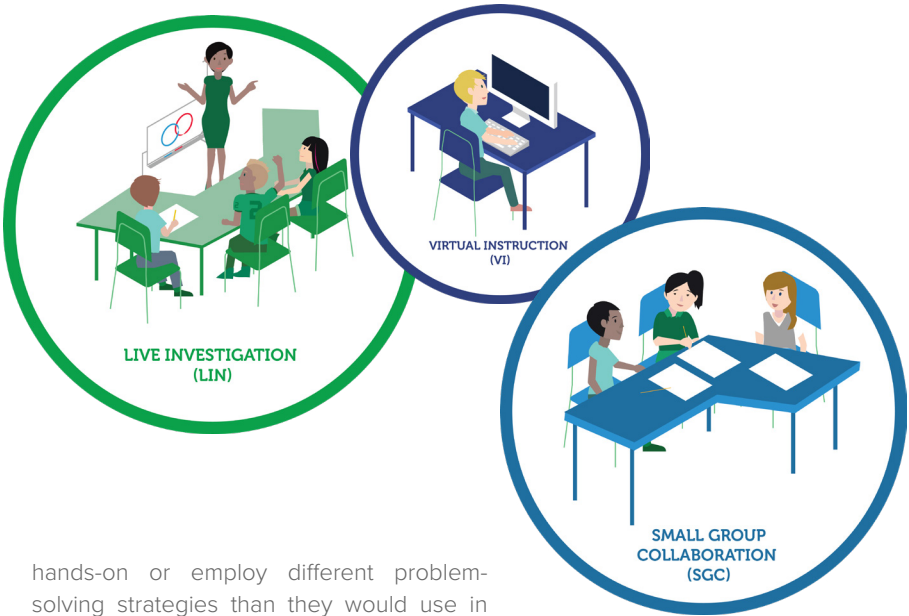 VIRTUAL INSTRUCTION
(VI)
LIVE INVESTIGATION
(LIN)
2
SMALL GROUP
COLLABORATION
(SGC)
hands-on or employ different problem-
solving strategies than they would use in